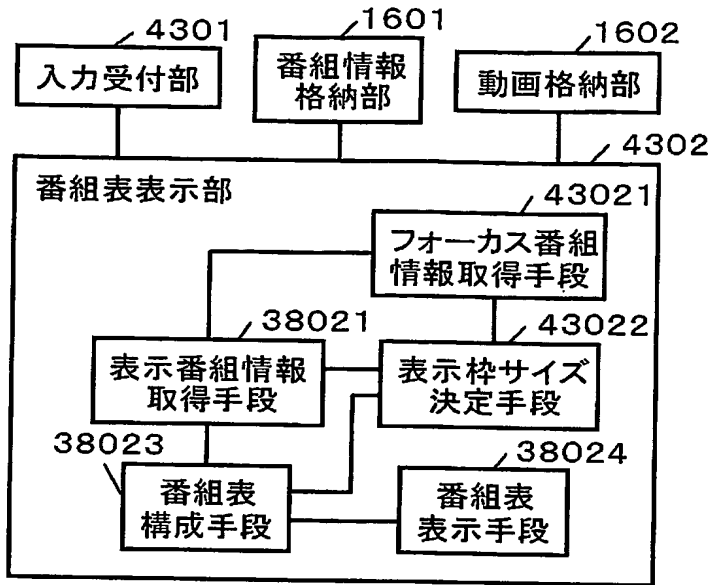 4301
入力受付部
1601
番組情報
格納部
1602
動画格納部
4302
番組表表示部
43021
フォーカス番組
情報取得手段
38021
表示番組情報
取得手段
43022
表示枠サイズ
決定手段
38023
番組表
構成手段
38024
番組表
表示手段